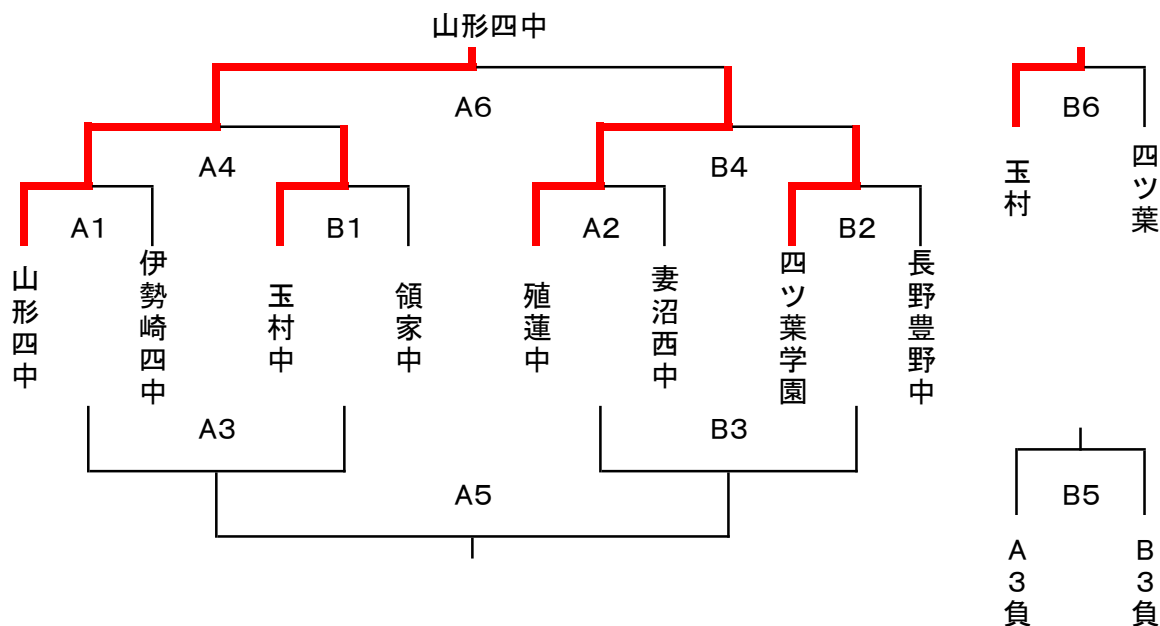 山形四中
A6
B6
玉村
四ツ葉
A4
B4
A1
B1
A2
B2
山形四中
伊勢崎四中
玉村中
領家中
殖蓮中
妻沼西中
四ツ葉学園
長野豊野中
A3
B3
A5
B5
A3負
B3負